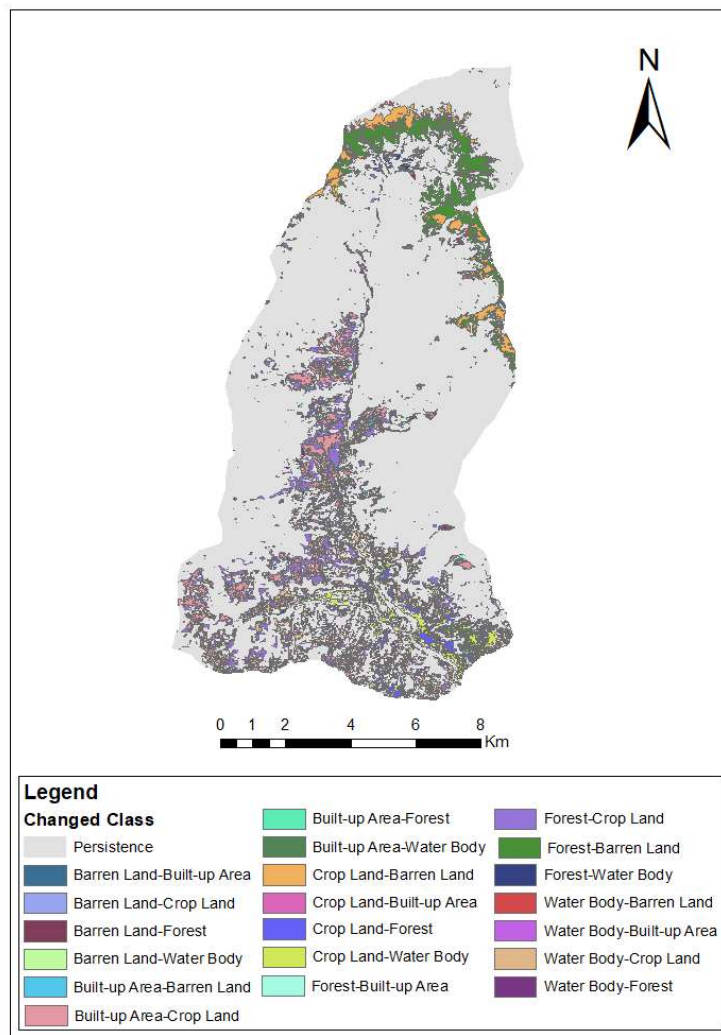 N
0 1 2 4 6 8
Km
Legend
Changed Class
Persistence
Barren Land-Built-up Area
Barren Land-Crop Land
Barren Land-Forest
Barren Land-Water Body
Built-up Area-Barren Land
Built-up Area-Crop Land
Built-up Area-Forest
Built-up Area-Water Body
Crop Land-Barren Land
Crop Land-Built-up Area
Crop Land-Forest
Crop Land-Water Body
Forest-Built-up Area
Forest-Crop Land
Forest-Barren Land
Forest-Water Body
Water Body-Barren Land
Water Body-Built-up Area
Water Body-Crop Land
Water Body-Forest